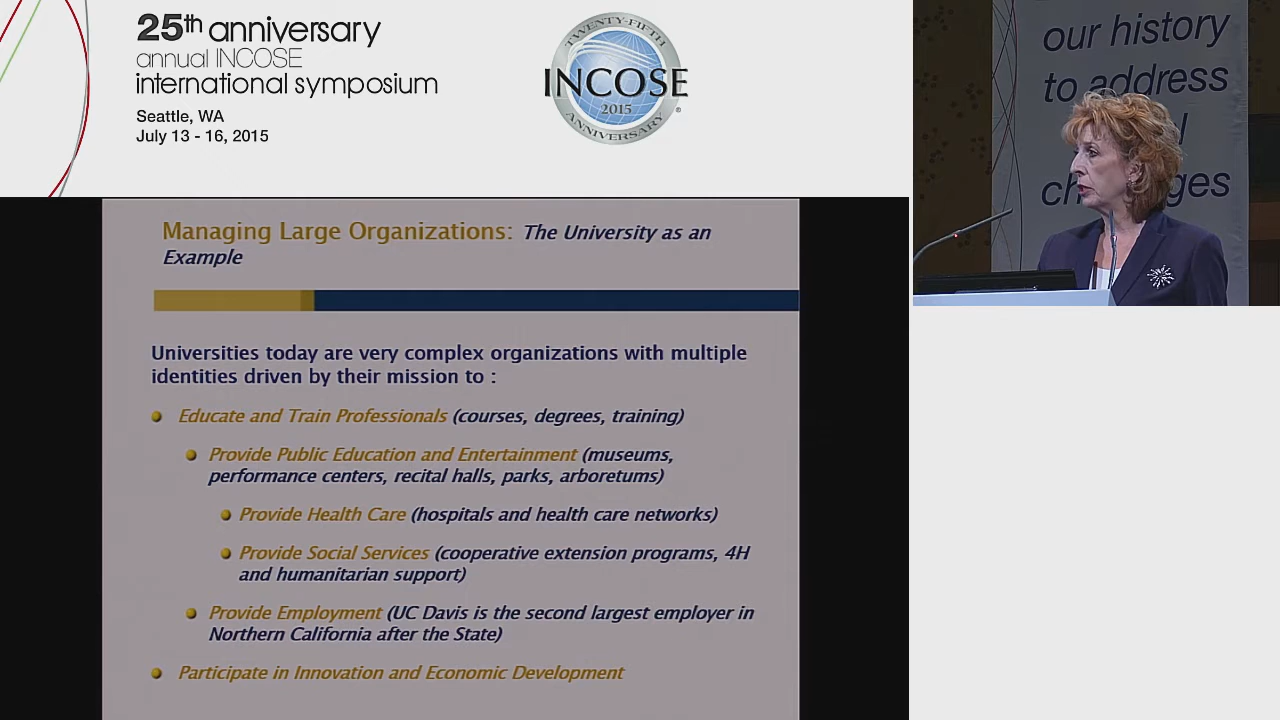 25th anniversary
annual INCOSE
international symposium
Seattle, WA
July 13 - 16, 2015
TWENTY-FIFTH
INCOSE
2015
ANNIVERSARY
our history
to address
Managing Large Organizations: The University as an
Example
Universities today are very complex organizations with multiple
identities driven by their mission to :
Educate and Train Professionals (courses, degrees, training)
Provide Public Education and Entertainment (museums,
performance centers, recital halls, parks, arboretums)
Provide Health Care (hospitals and health care networks)
Provide Social Services (cooperative extension programs, 4H
and humanitarian support)
Provide Employment (UC Davis is the second largest employer in
Northern California after the State)
Participate in Innovation and Economic Development